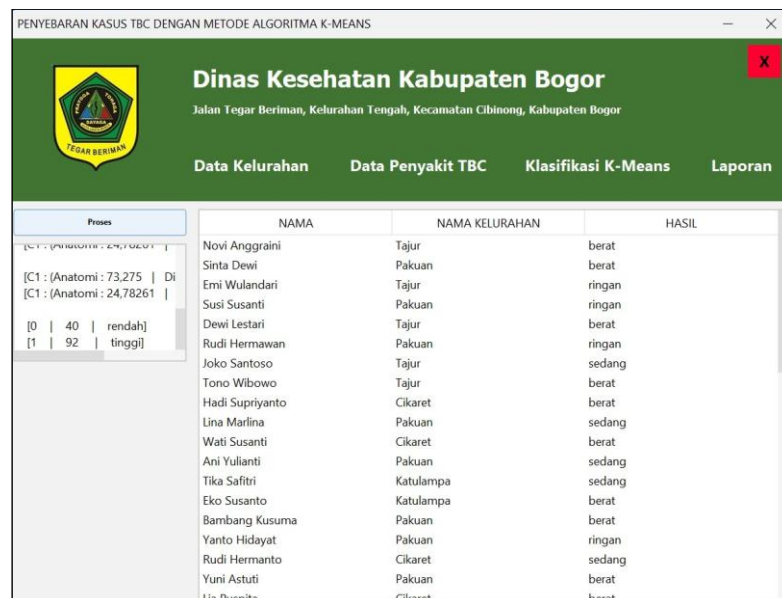 PENYEBARAN KASUS TBC DENGAN METODE ALGORITMA K-MEANS
X
Dinas Kesehatan Kabupaten Bogor
Jalan Tegar Beriman, Kelurahan Tengah, Kecamatan Cibinong, Kabupaten Bogor
TEGAR BERIMAN
Data Kelurahan Data Penyakit TBC Klasifikasi K-Means Laporan
Proses
[C1 : (Anatomi : 73,275 | Di
[C1 : (Anatomi : 24,78261 |
[0 | 40 | rendah]
[1 | 92 | tinggi]
NAMA NAMA KELURAHAN HASIL
Novi Anggraini Tajur berat
Sinta Dewi Pakuan berat
Emi Wulandari Tajur ringan
Susi Susanti Pakuan ringan
Dewi Lestari Tajur berat
Rudi Hermawan Pakuan ringan
Joko Santoso Tajur sedang
Tono Wibowo Tajur berat
Hadi Supriyanto Cikaret berat
Lina Marlina Pakuan sedang
Wati Susanti Cikaret berat
Ani Yulianti Pakuan sedang
Tika Safitri Katulampa sedang
Eko Susanto Katulampa berat
Bambang Kusuma Pakuan berat
Yanto Hidayat Pakuan ringan
Rudi Hermanto Cikaret sedang
Yuni Astuti Pakuan berat